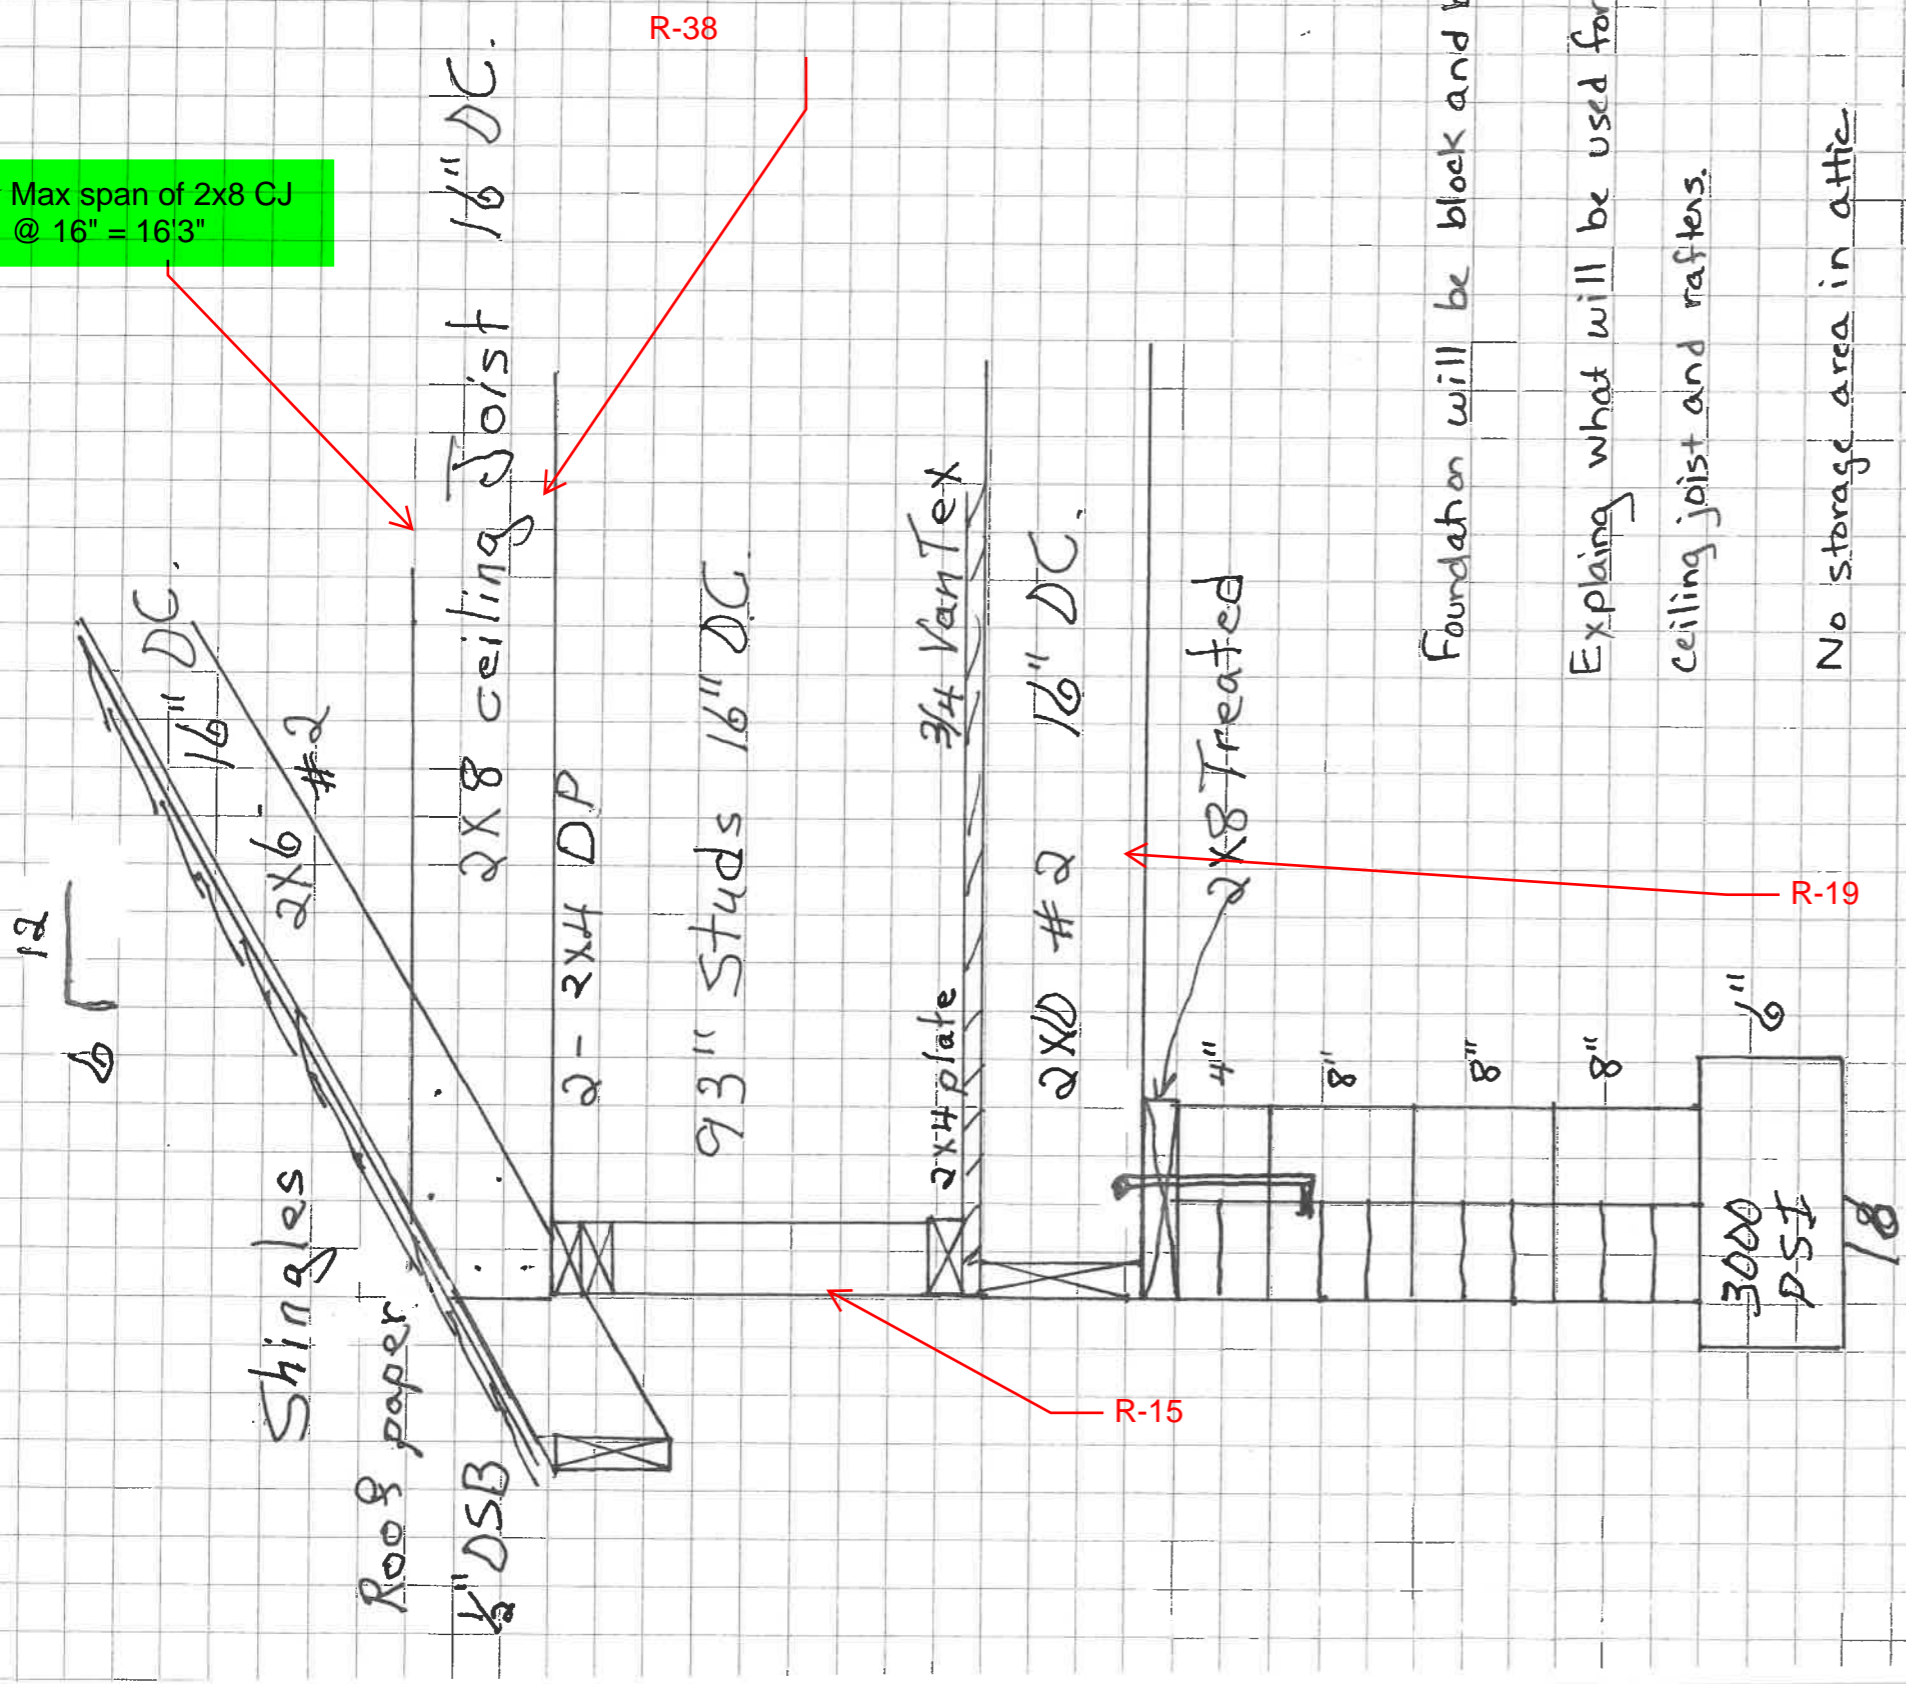 R-38
Max span of 2x8 CJ
@ 16" = 16'3"
12
6
16" OC.
2x6 #2
2x8 ceiling Joist 16" OC.
Shingles
Roof paper
1/2" OSB
2- 2x4 DP
93" Studs 16" OC.
2x4 plate
3/4 VanTex
2x10 #2 16" OC.
2x8 Treated
R-19
R-15
4"
8"
8"
8"
6"
3000
PSI
18
Foundation will be block and
Explaing what will be used for
ceiling joist and rafters.
No storage area in attic